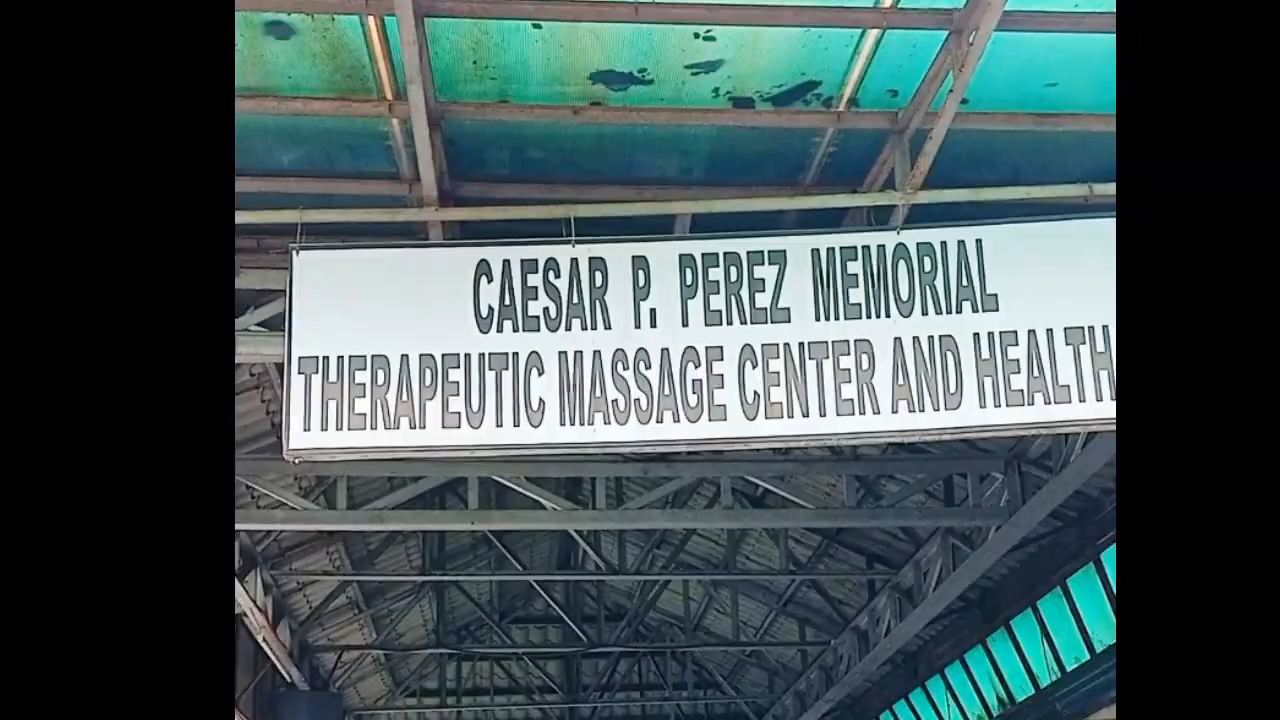 CAESAR P. PEREZ MEMORIAL
THERAPEUTIC MASSAGE CENTER AND HEALTH